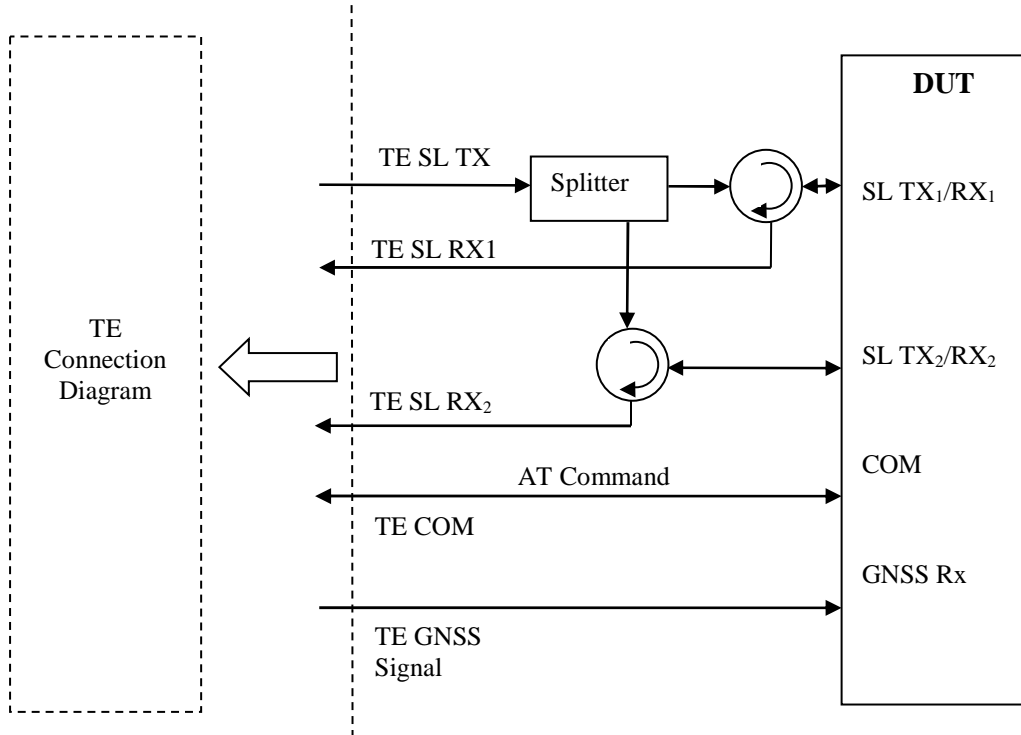 DUT
TE SL TX
Splitter
SL TX₁/RX₁
TE SL RX1
TE
Connection
Diagram
SL TX₂/RX₂
TE SL RX₂
COM
AT Command
TE COM
GNSS Rx
TE GNSS
Signal